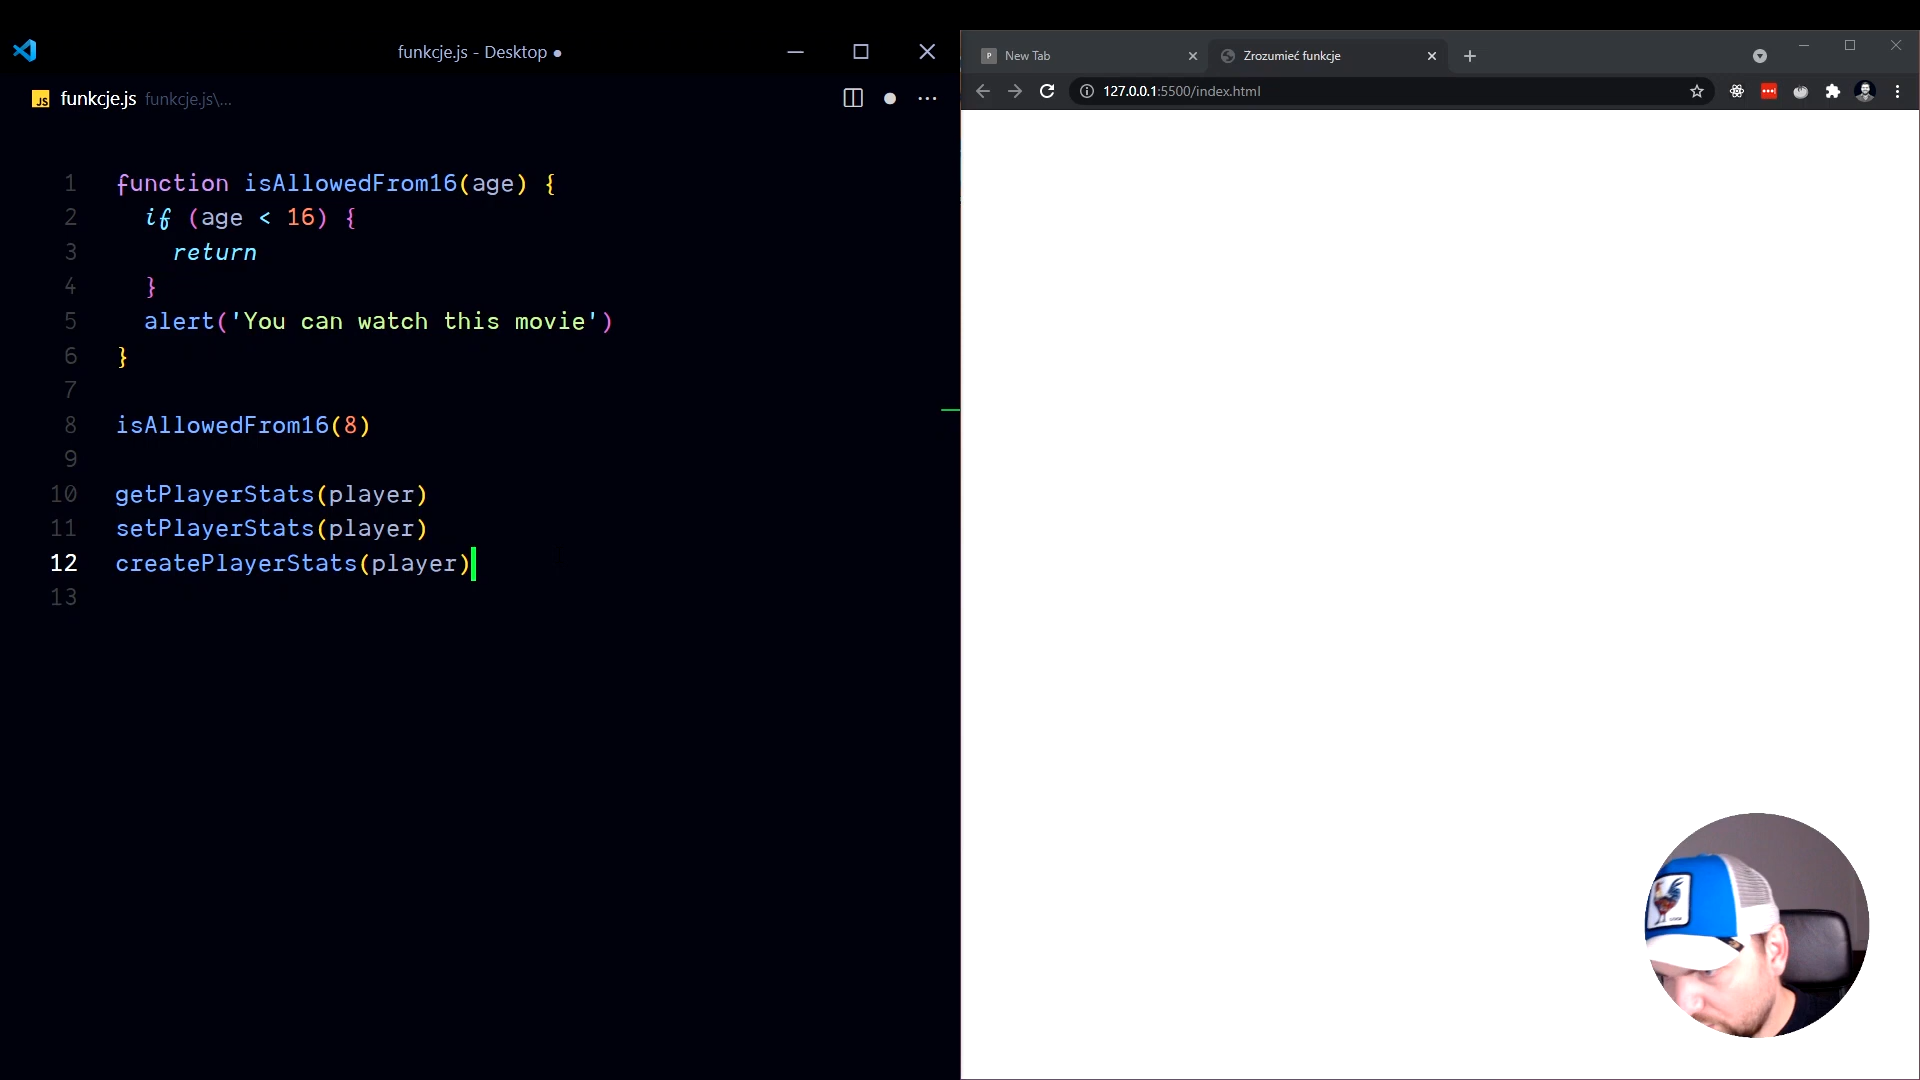 funkcje.js - Desktop ●
JS funkcje.js funkcje.js\...
1 function isAllowedFrom16(age) {
2 if (age < 16) {
3 return
4 }
5 alert('You can watch this movie')
6 }
7
8 isAllowedFrom16(8)
9
10 getPlayerStats(player)
11 setPlayerStats(player)
12 createPlayerStats(player)
13
P New Tab
Zrozumieć funkcje
127.0.0.1:5500/index.html